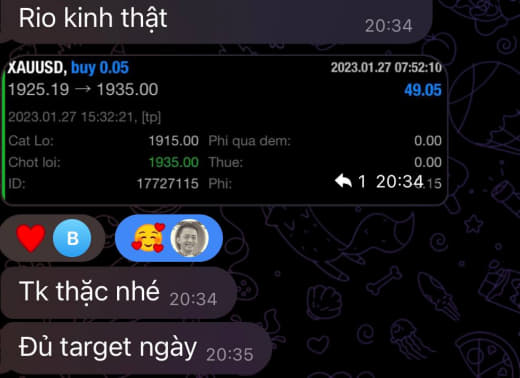 Rio kinh thật
20:34
XAUUSD, buy 0.05 2023.01.27 07:52:10
1925.19 → 1935.00 49.05
2023.01.27 15:32:21, [tp]
Cat Lo: 1915.00 Phi qua dem: 0.00
Chot loi: 1935.00 Thue: 0.00
ID: 17727115 Phi: .15
1 20:34
B
Tk thặc nhé 20:34
Đủ target ngày 20:35